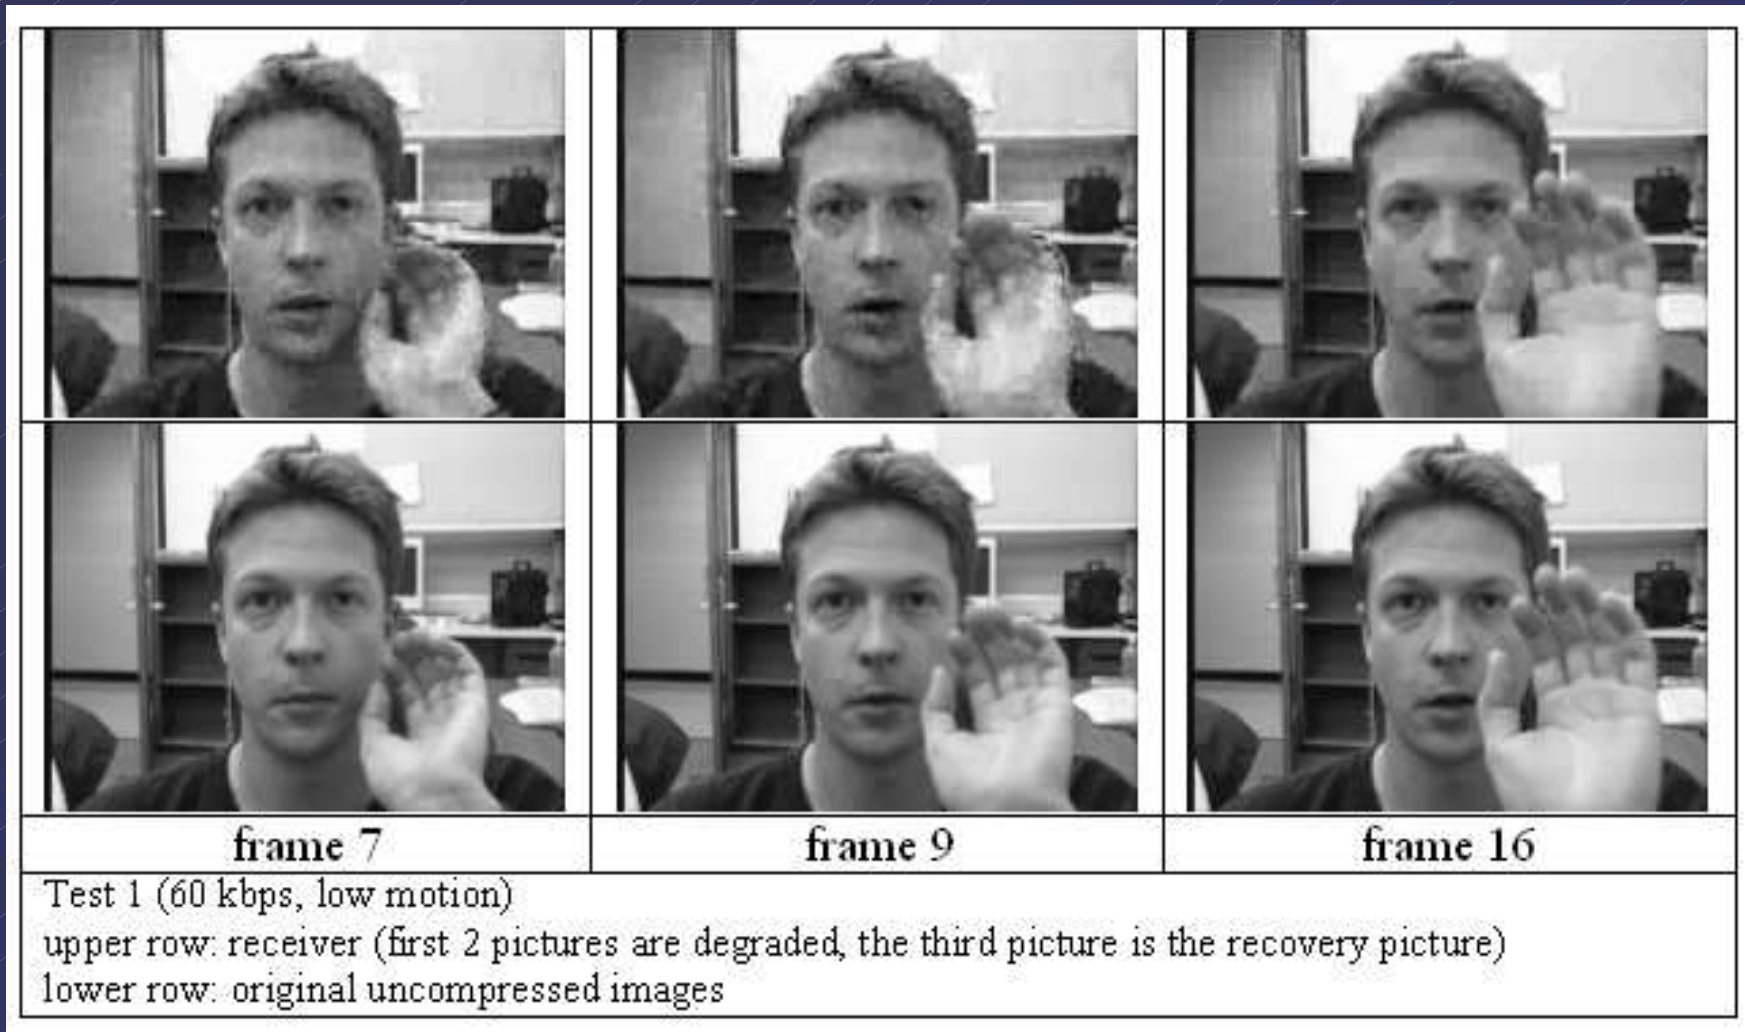 frame 7
frame 9
frame 16
Test 1 (60 kbps, low motion)
upper row: receiver (first 2 pictures are degraded, the third picture is the recovery picture)
lower row: original uncompressed images